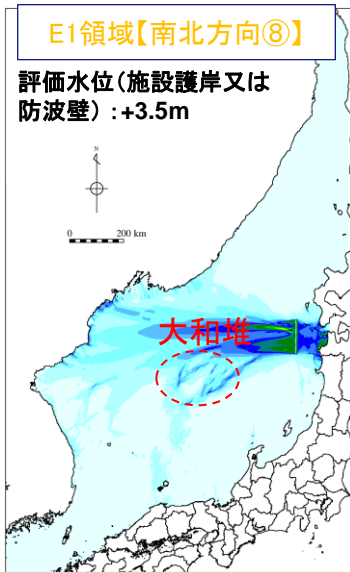 E1領域【南北方向⑧】
評価水位(施設護岸又は
防波壁）:+3.5m
N
0 200 km
大和堆